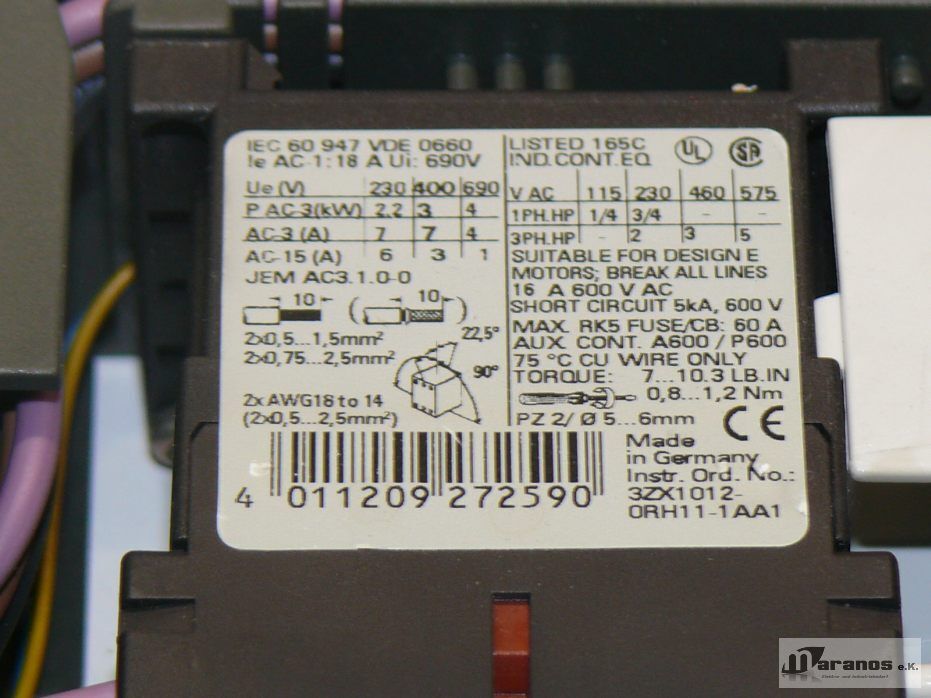 IEC 60 947 VDE 0660
Ie AC-1: 18 A Ui: 690V
Ue (V) 230 400 690
P AC-3(kW) 2.2 3 4
AC-3 (A) 7 7 4
AC-15 (A) 6 3 1
JEM AC3.1.0-0
10 ( 10 )
2x0,5...1,5mm²
2x0,75...2,5mm²
22,5°
90°
2x AWG18 to 14
(2x0,5...2,5mm²)
LISTED 165C
IND.CONT.EQ
UL SA
V AC 115 230 460 575
1PH.HP 1/4 3/4 - -
3PH.HP - 2 3 5
SUITABLE FOR DESIGN E
MOTORS; BREAK ALL LINES
16 A 600 V AC
SHORT CIRCUIT 5kA, 600 V
MAX. RK5 FUSE/CB: 60 A
AUX. CONT. A600 / P600
75 °C CU WIRE ONLY
TORQUE: 7...10.3 LB.IN
0,8...1,2 Nm
PZ 2/ Ø 5...6mm CE
4 011209 272590
Made
in Germany
Instr. Ord. No.:
3ZX1012-
0RH11-1AA1
maranos e.K.
Elektro- und Industriebedarf